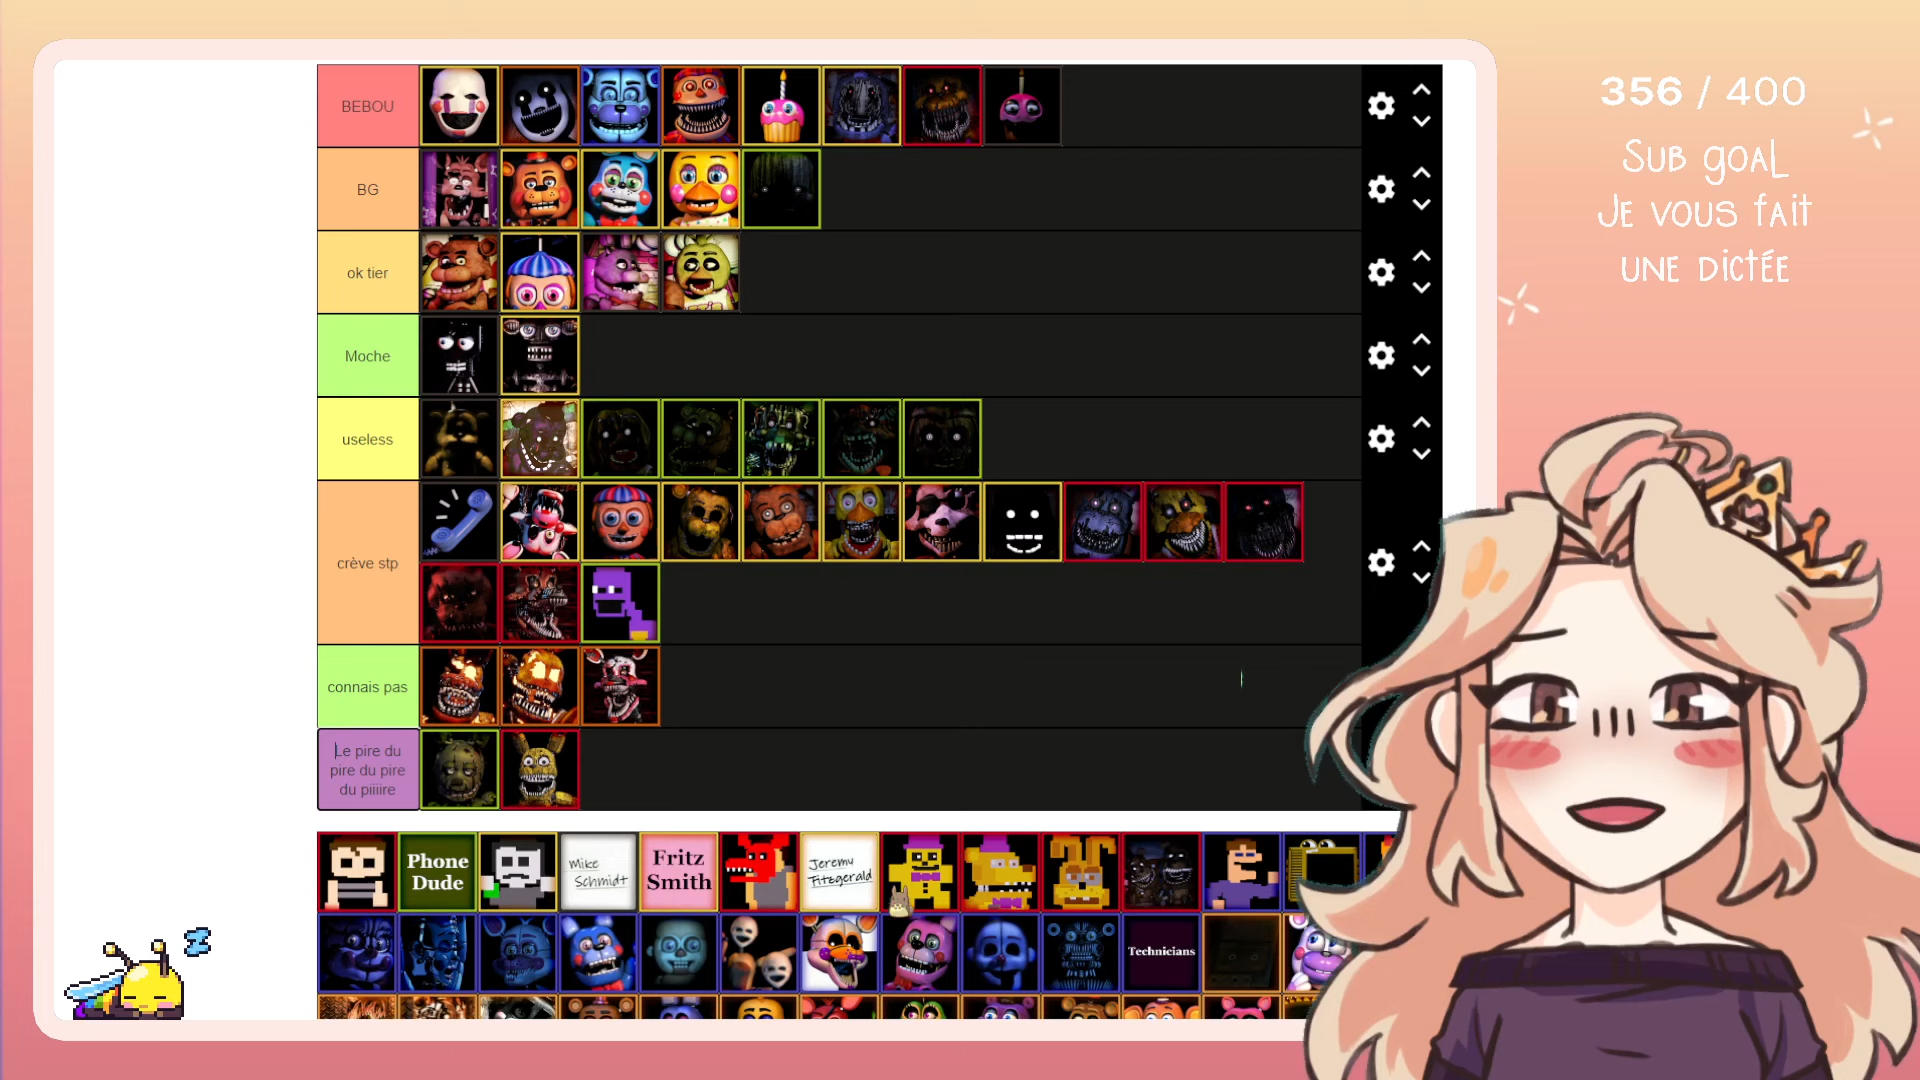 BEBOU
BG
ok tier
Moche
useless
crève stp
connais pas
Le pire du
pire du pire
du piiiire
Phone
Dude
Mike
Schmidt
Fritz
Smith
Jeremy
Fitzgerald
Technicians
356 / 400
SUB GOAL
JE VOUS FAIT
UNE DICTÉE
Z